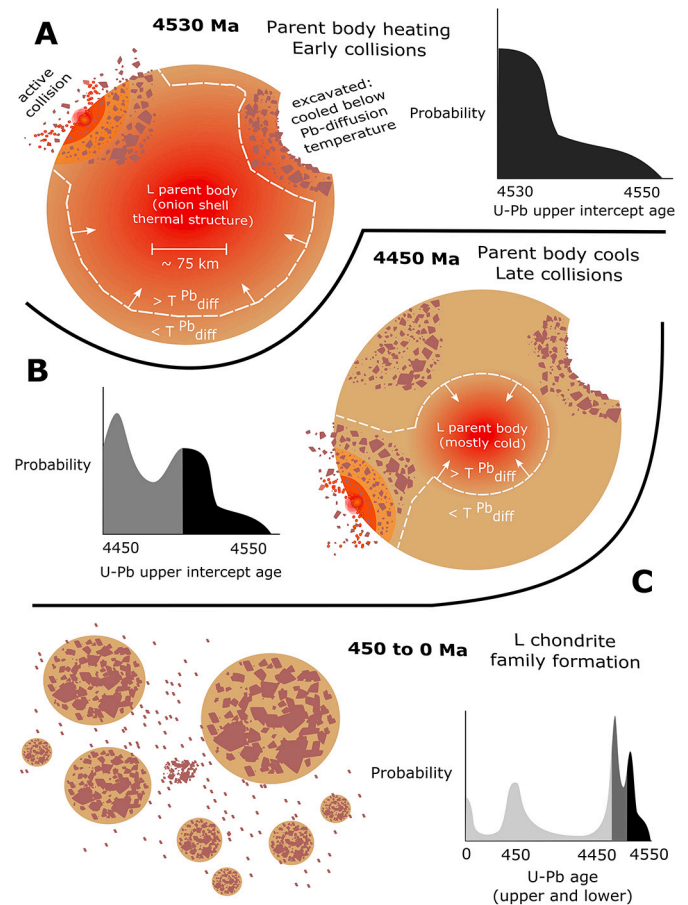 A
4530 Ma
Parent body heating
Early collisions
active
collision
excavated:
cooled below
Pb-diffusion
temperature
L parent body
(onion shell
thermal structure)
~ 75 km
> T Pb diff
< T Pb diff
Probability
4530
4550
U-Pb upper intercept age
4450 Ma
Parent body cools
Late collisions
B
Probability
4450
4550
U-Pb upper intercept age
L parent body
(mostly cold)
> T Pb diff
< T Pb diff
C
450 to 0 Ma
L chondrite
family formation
Probability
0
450
4450
4550
U-Pb age
(upper and lower)